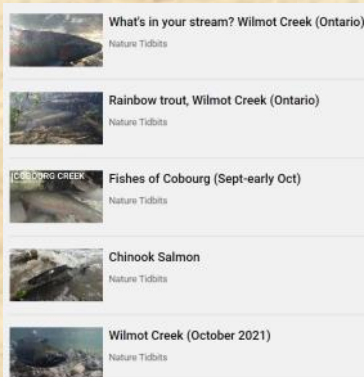 What's in your stream? Wilmot Creek (Ontario)
Nature Tidbits
Rainbow trout, Wilmot Creek (Ontario)
Nature Tidbits
COBOURG CREEK
Fishes of Cobourg (Sept-early Oct)
Nature Tidbits
Chinook Salmon
Nature Tidbits
Wilmot Creek (October 2021)
Nature Tidbits